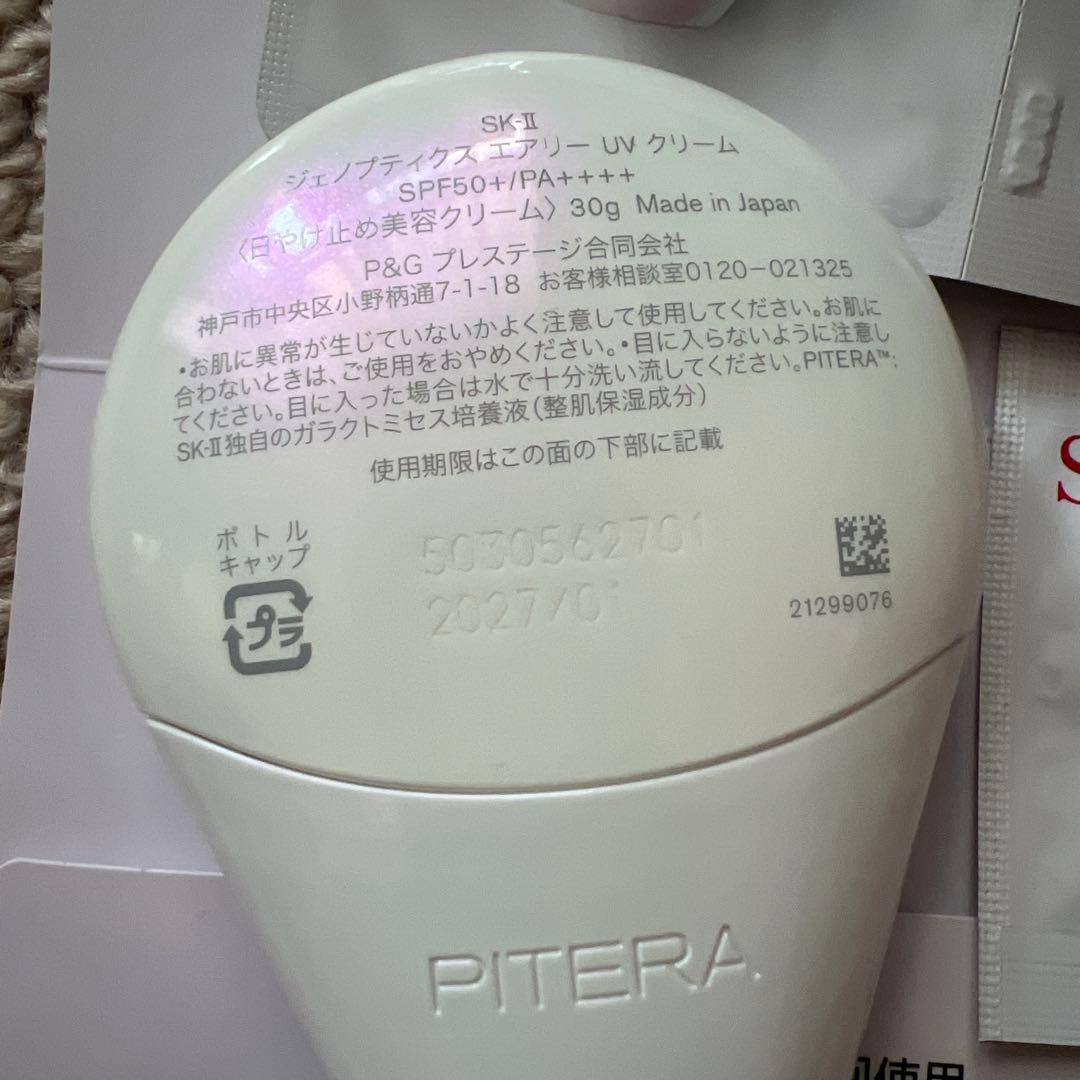 SK-II
ジェノプティクス エアリー UV クリーム
SPF50+/PA++++
〈日やけ止め美容クリーム〉30g Made in Japan
P&G プレステージ合同会社
神戸市中央区小野柄通7-1-18 お客様相談室0120-021325
•お肌に異常が生じていないかよく注意して使用してください。お肌に
合わないときは、ご使用をおやめください。•目に入らないように注意し
てください。目に入った場合は水で十分洗い流してください。PITERA™:
SK-II独自のガラクトミセス培養液(整肌保湿成分)
使用期限はこの面の下部に記載
ボトル
キャップ
プラ
5030562701
2027/01
21299076
PITERA.
使用